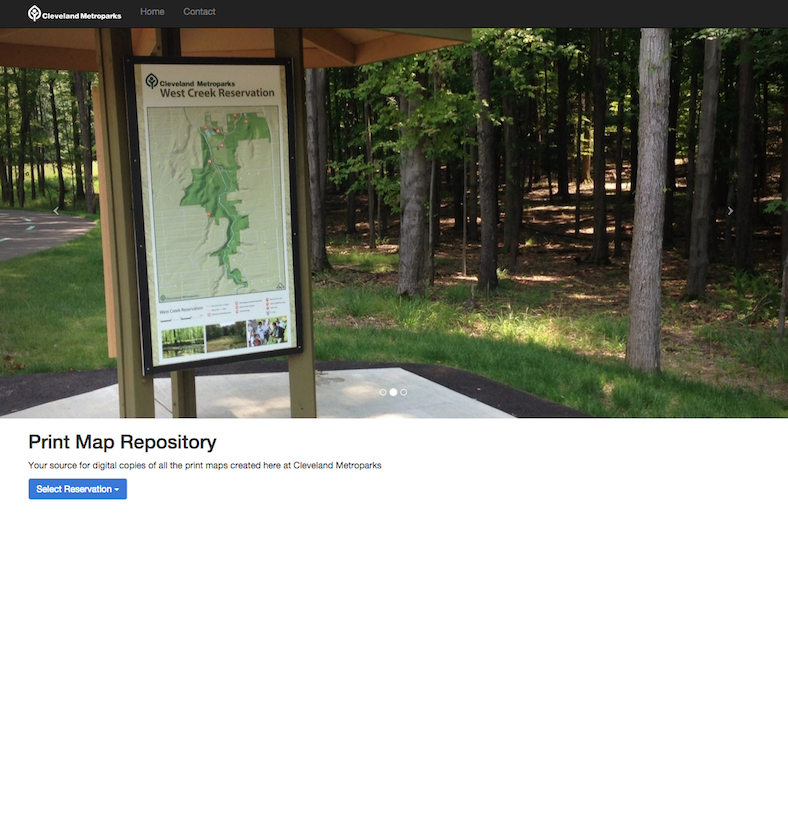 Cleveland Metroparks
Home
Contact
Cleveland Metroparks
West Creek Reservation
West Creek Reservation
Print Map Repository
Your source for digital copies of all the print maps created here at Cleveland Metroparks
Select Reservation